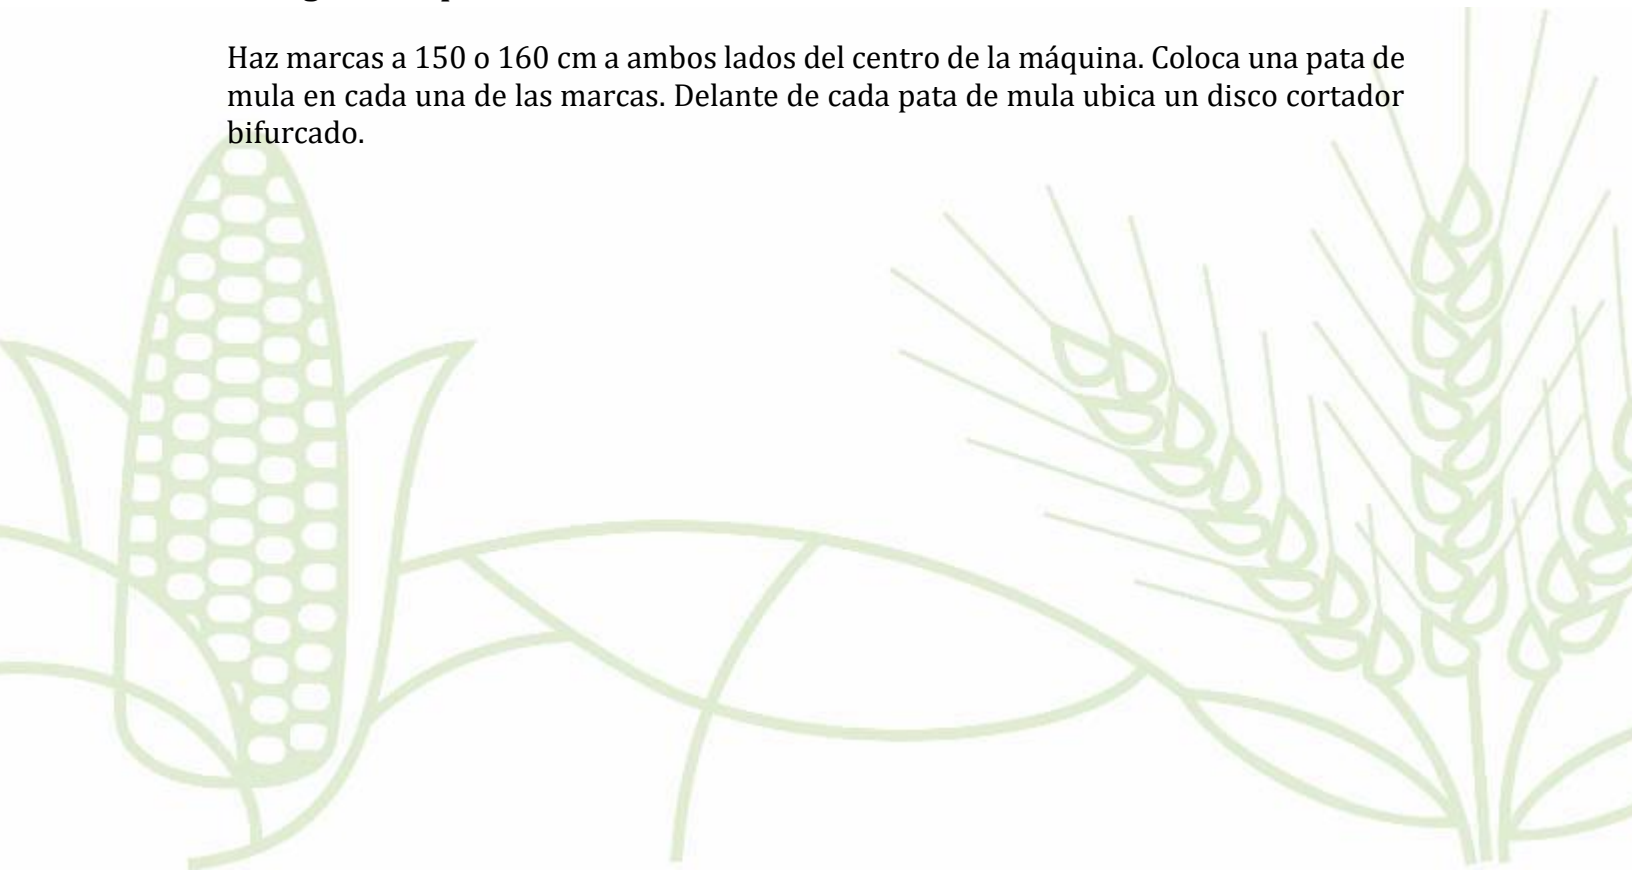 Haz marcas a 150 o 160 cm a ambos lados del centro de la máquina. Coloca una pata de
mula en cada una de las marcas. Delante de cada pata de mula ubica un disco cortador
bifurcado.